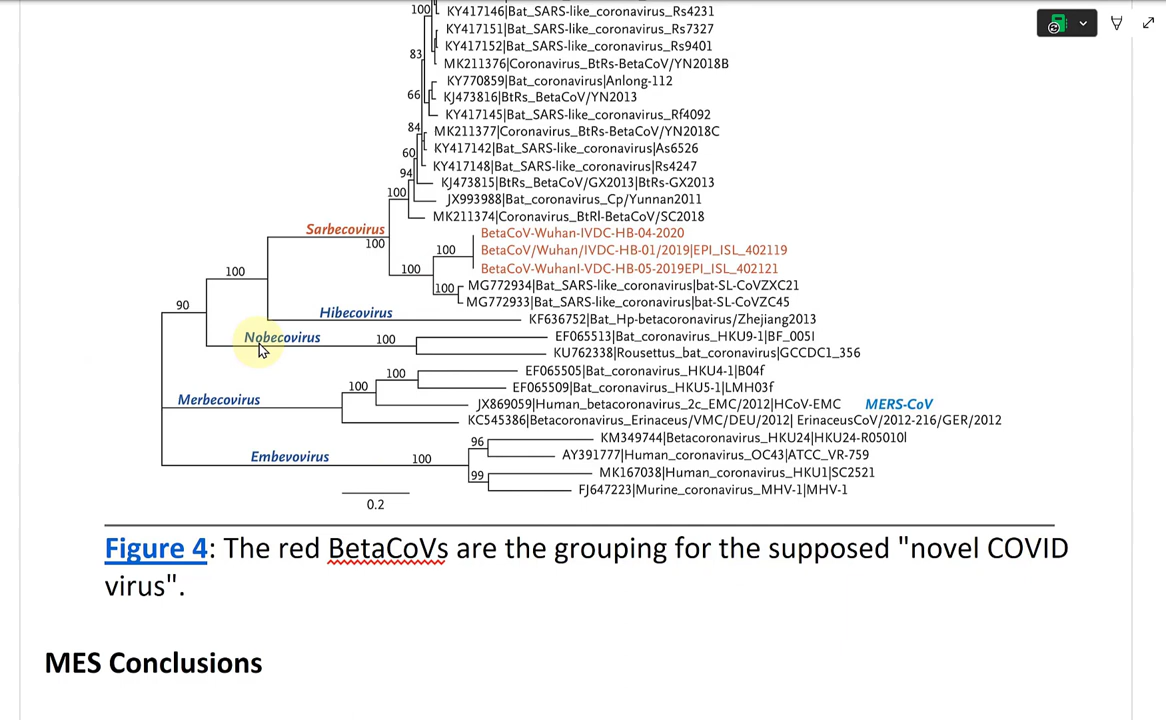 100
KY417146|Bat_SARS-like_coronavirus_Rs4231
KY417151|Bat_SARS-like_coronavirus_Rs7327
83
KY417152|Bat_SARS-like_coronavirus_Rs9401
MK211376|Coronavirus_BtRs-BetaCoV/YN2018B
KY770859|Bat_coronavirus|Anlong-112
66
KJ473816|BtRs_BetaCoV/YN2013
KY417145|Bat_SARS-like_coronavirus_Rf4092
84
MK211377|Coronavirus_BtRs-BetaCoV/YN2018C
KY417142|Bat_SARS-like_coronavirus|As6526
60
KY417148|Bat_SARS-like_coronavirus|Rs4247
94
KJ473815|BtRs_BetaCoV/GX2013|BtRs-GX2013
100
JX993988|Bat_coronavirus_Cp/Yunnan2011
MK211374|Coronavirus_BtRl-BetaCoV/SC2018
Sarbecovirus
100
BetaCoV-Wuhan-IVDC-HB-04-2020
100
BetaCoV/Wuhan/IVDC-HB-01/2019|EPI_ISL_402119
100
BetaCoV-WuhanI-VDC-HB-05-2019EPI_ISL_402121
100
100
MG772934|Bat_SARS-like_coronavirus|bat-SL-CoVZXC21
MG772933|Bat_SARS-like_coronavirus|bat-SL-CoVZC45
90
Hibecovirus
KF636752|Bat_Hp-betacoronavirus/Zhejiang2013
Nobecovirus
100
EF065513|Bat_coronavirus_HKU9-1|BF_005I
KU762338|Rousettus_bat_coronavirus|GCCDC1_356
100
EF065505|Bat_coronavirus_HKU4-1|B04f
100
EF065509|Bat_coronavirus_HKU5-1|LMH03f
Merbecovirus
JX869059|Human_betacoronavirus_2c_EMC/2012|HCoV-EMC MERS-CoV
KC545386|Betacoronavirus_Erinaceus/VMC/DEU/2012| ErinaceusCoV/2012-216/GER/2012
96
KM349744|Betacoronavirus_HKU24|HKU24-R05010I
Embevovirus
100
AY391777|Human_coronavirus_OC43|ATCC_VR-759
99
MK167038|Human_coronavirus_HKU1|SC2521
FJ647223|Murine_coronavirus_MHV-1|MHV-1
0.2
Figure 4: The red BetaCoVs are the grouping for the supposed "novel COVID
virus".
MES Conclusions